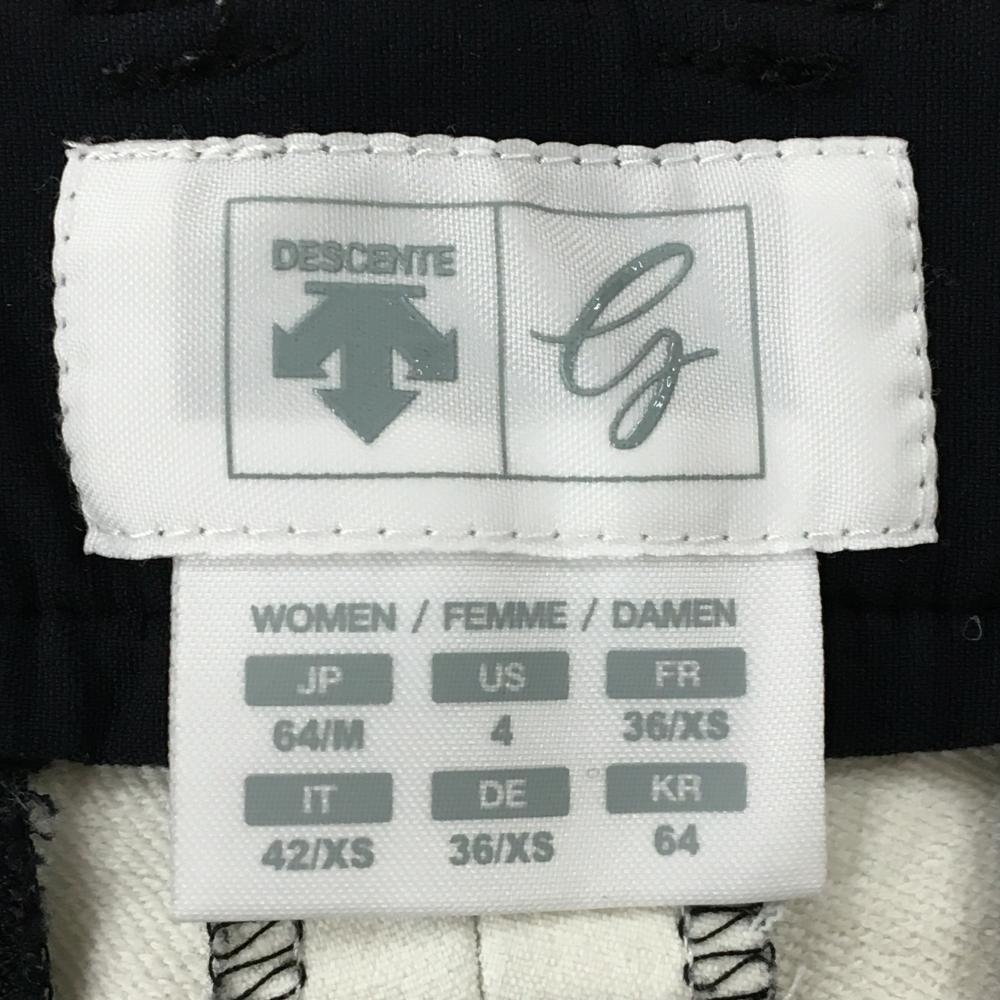 DESCENTE
WOMEN / FEMME / DAMEN
JP US FR
64/M 4 36/XS
IT DE KR
42/XS 36/XS 64